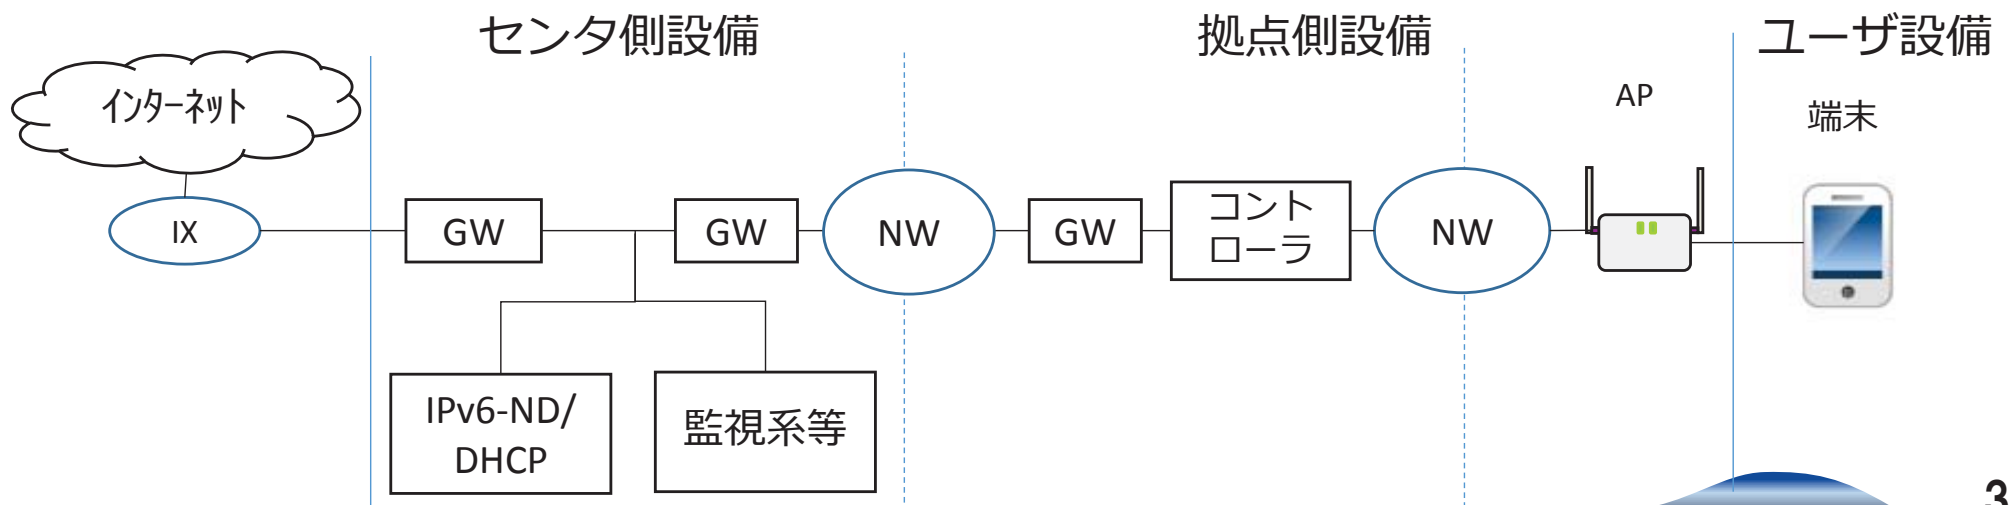 センタ側設備
拠点側設備
ユーザ設備
インターネット
AP
端末
IX
GW
GW
NW
GW
コント
ローラ
NW
IPv6-ND/
DHCP
監視系等
3